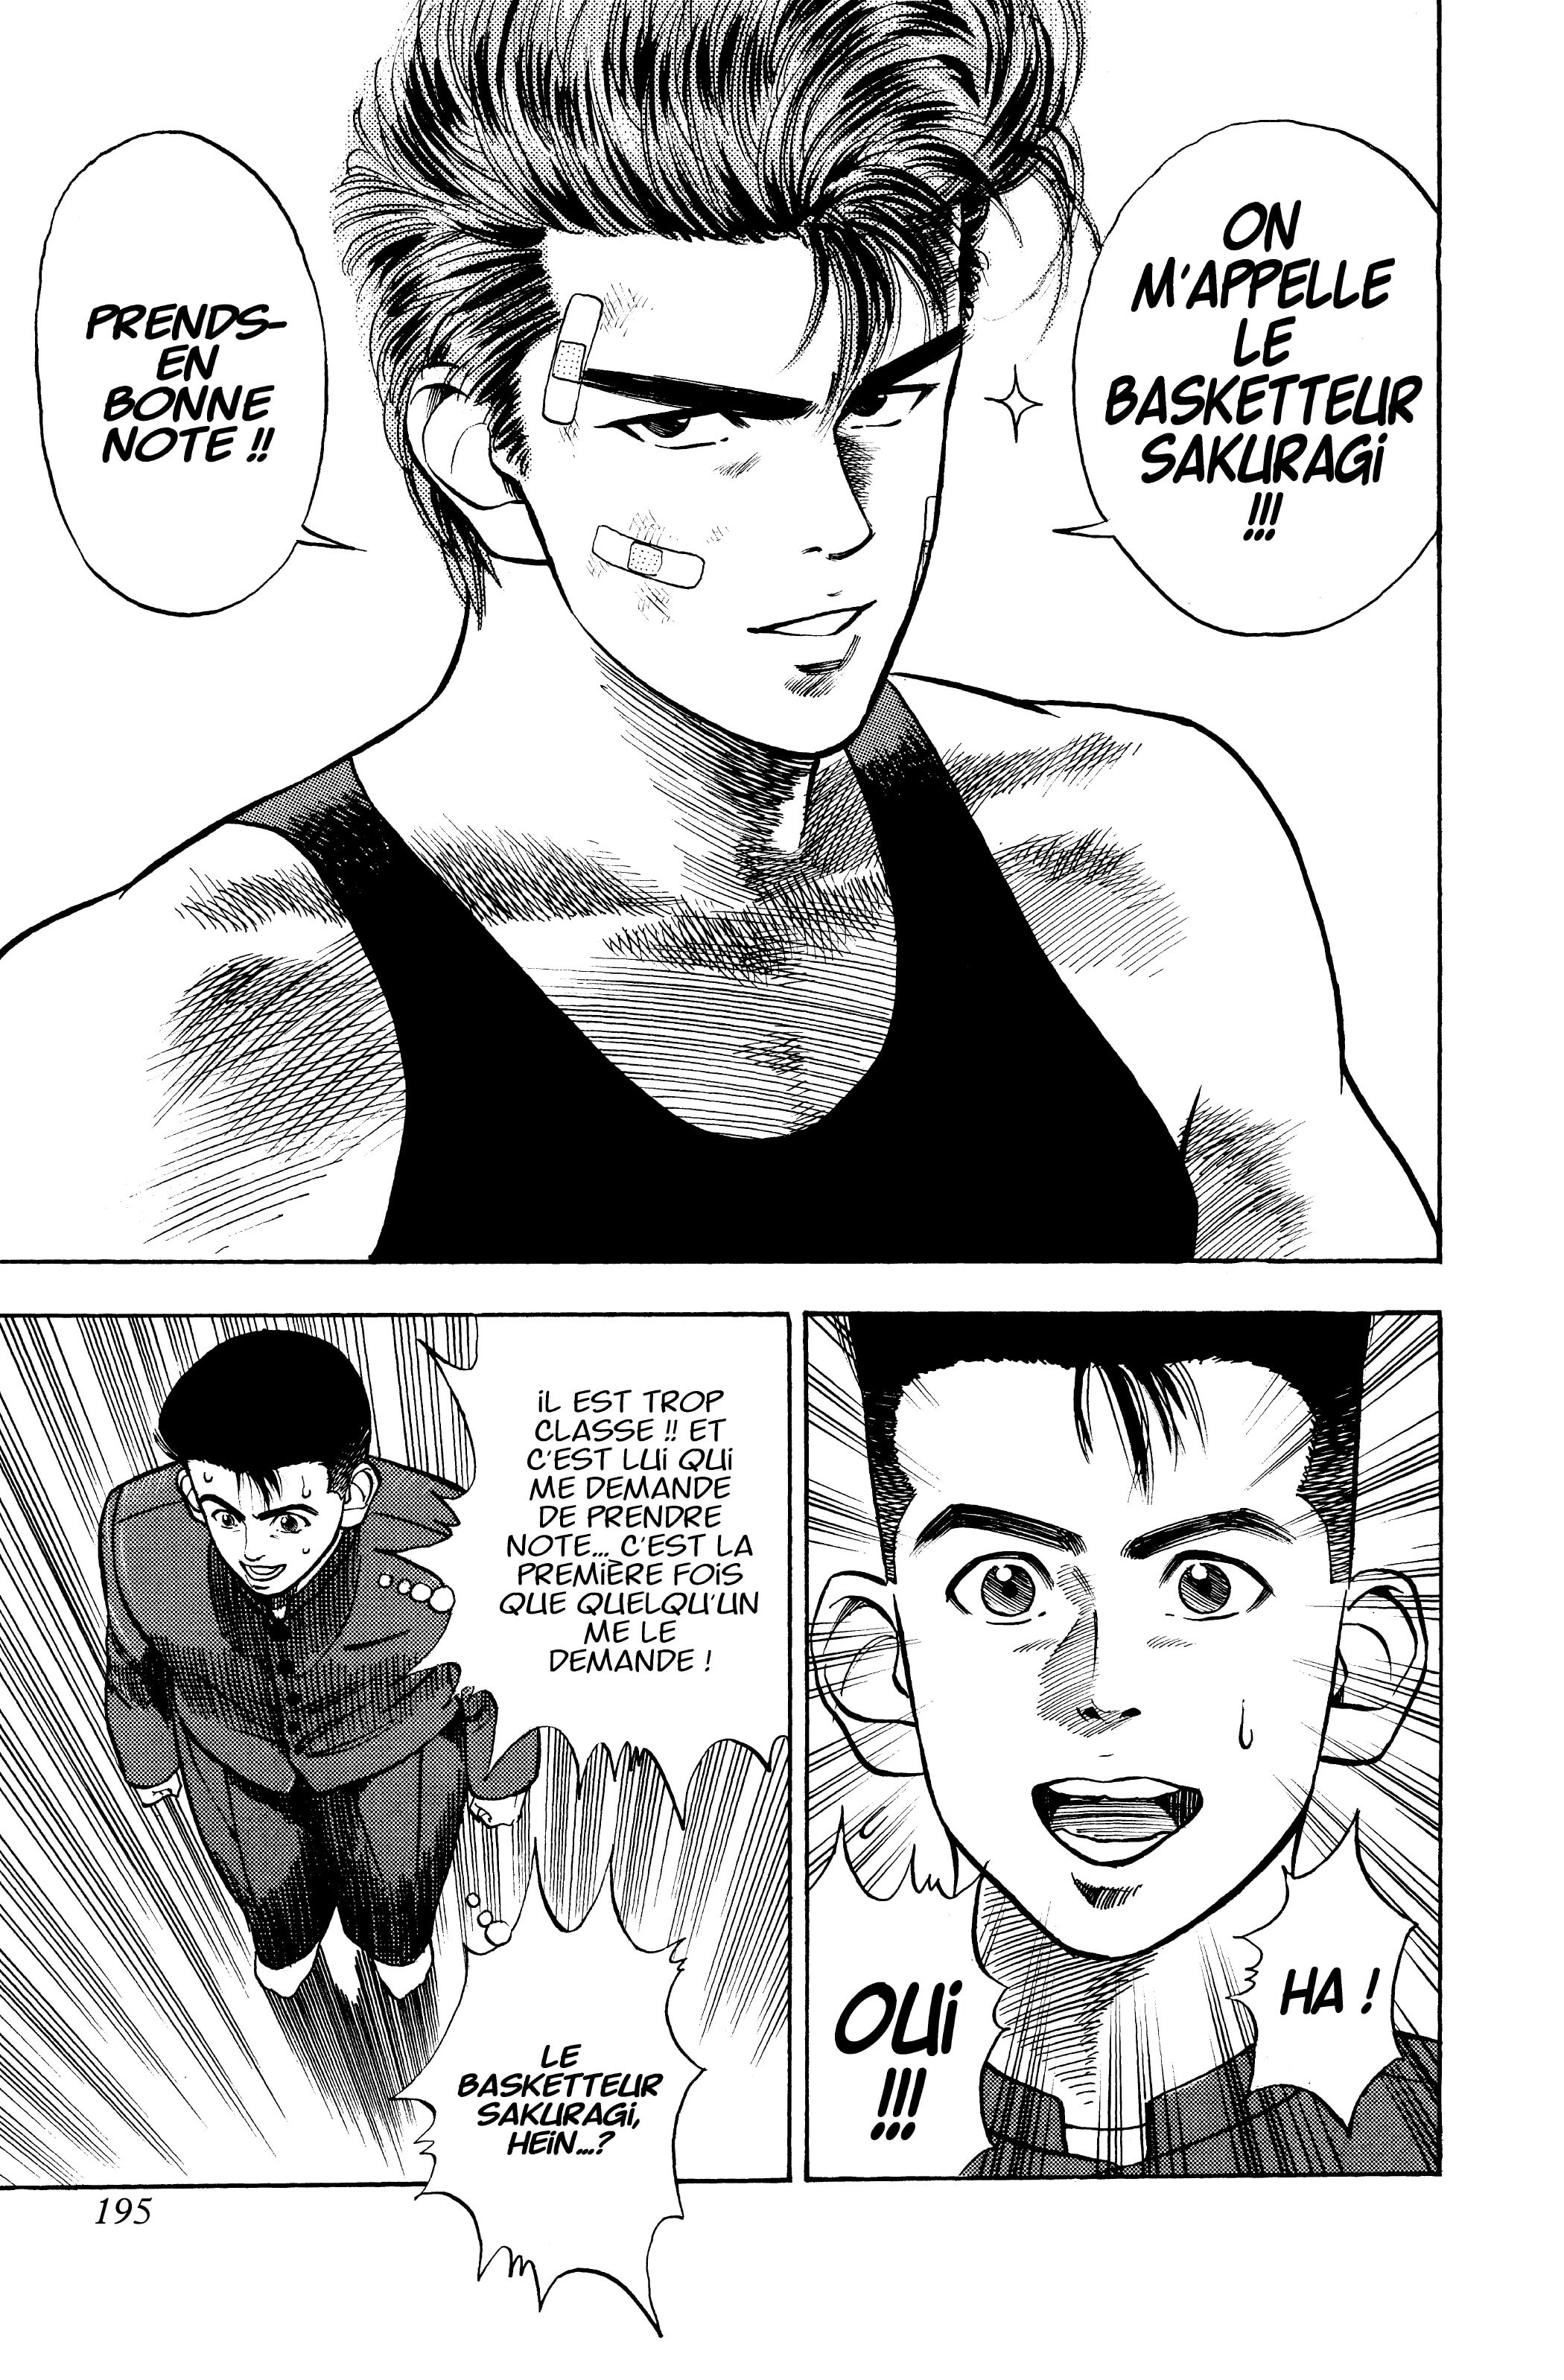 ON
M'APPELLE
LE
BASKETTEUR
SAKURAGI
!!!
PRENDS-
EN
BONNE
NOTE !!
HA !
OUI
!!!
IL EST TROP
CLASSE !! ET
C'EST LUI QUI
ME DEMANDE
DE PRENDRE
NOTE... C'EST LA
PREMIÈRE FOIS
QUE QUELQU'UN
ME LE
DEMANDE !
LE
BASKETTEUR
SAKURAGI,
HEIN...?
195